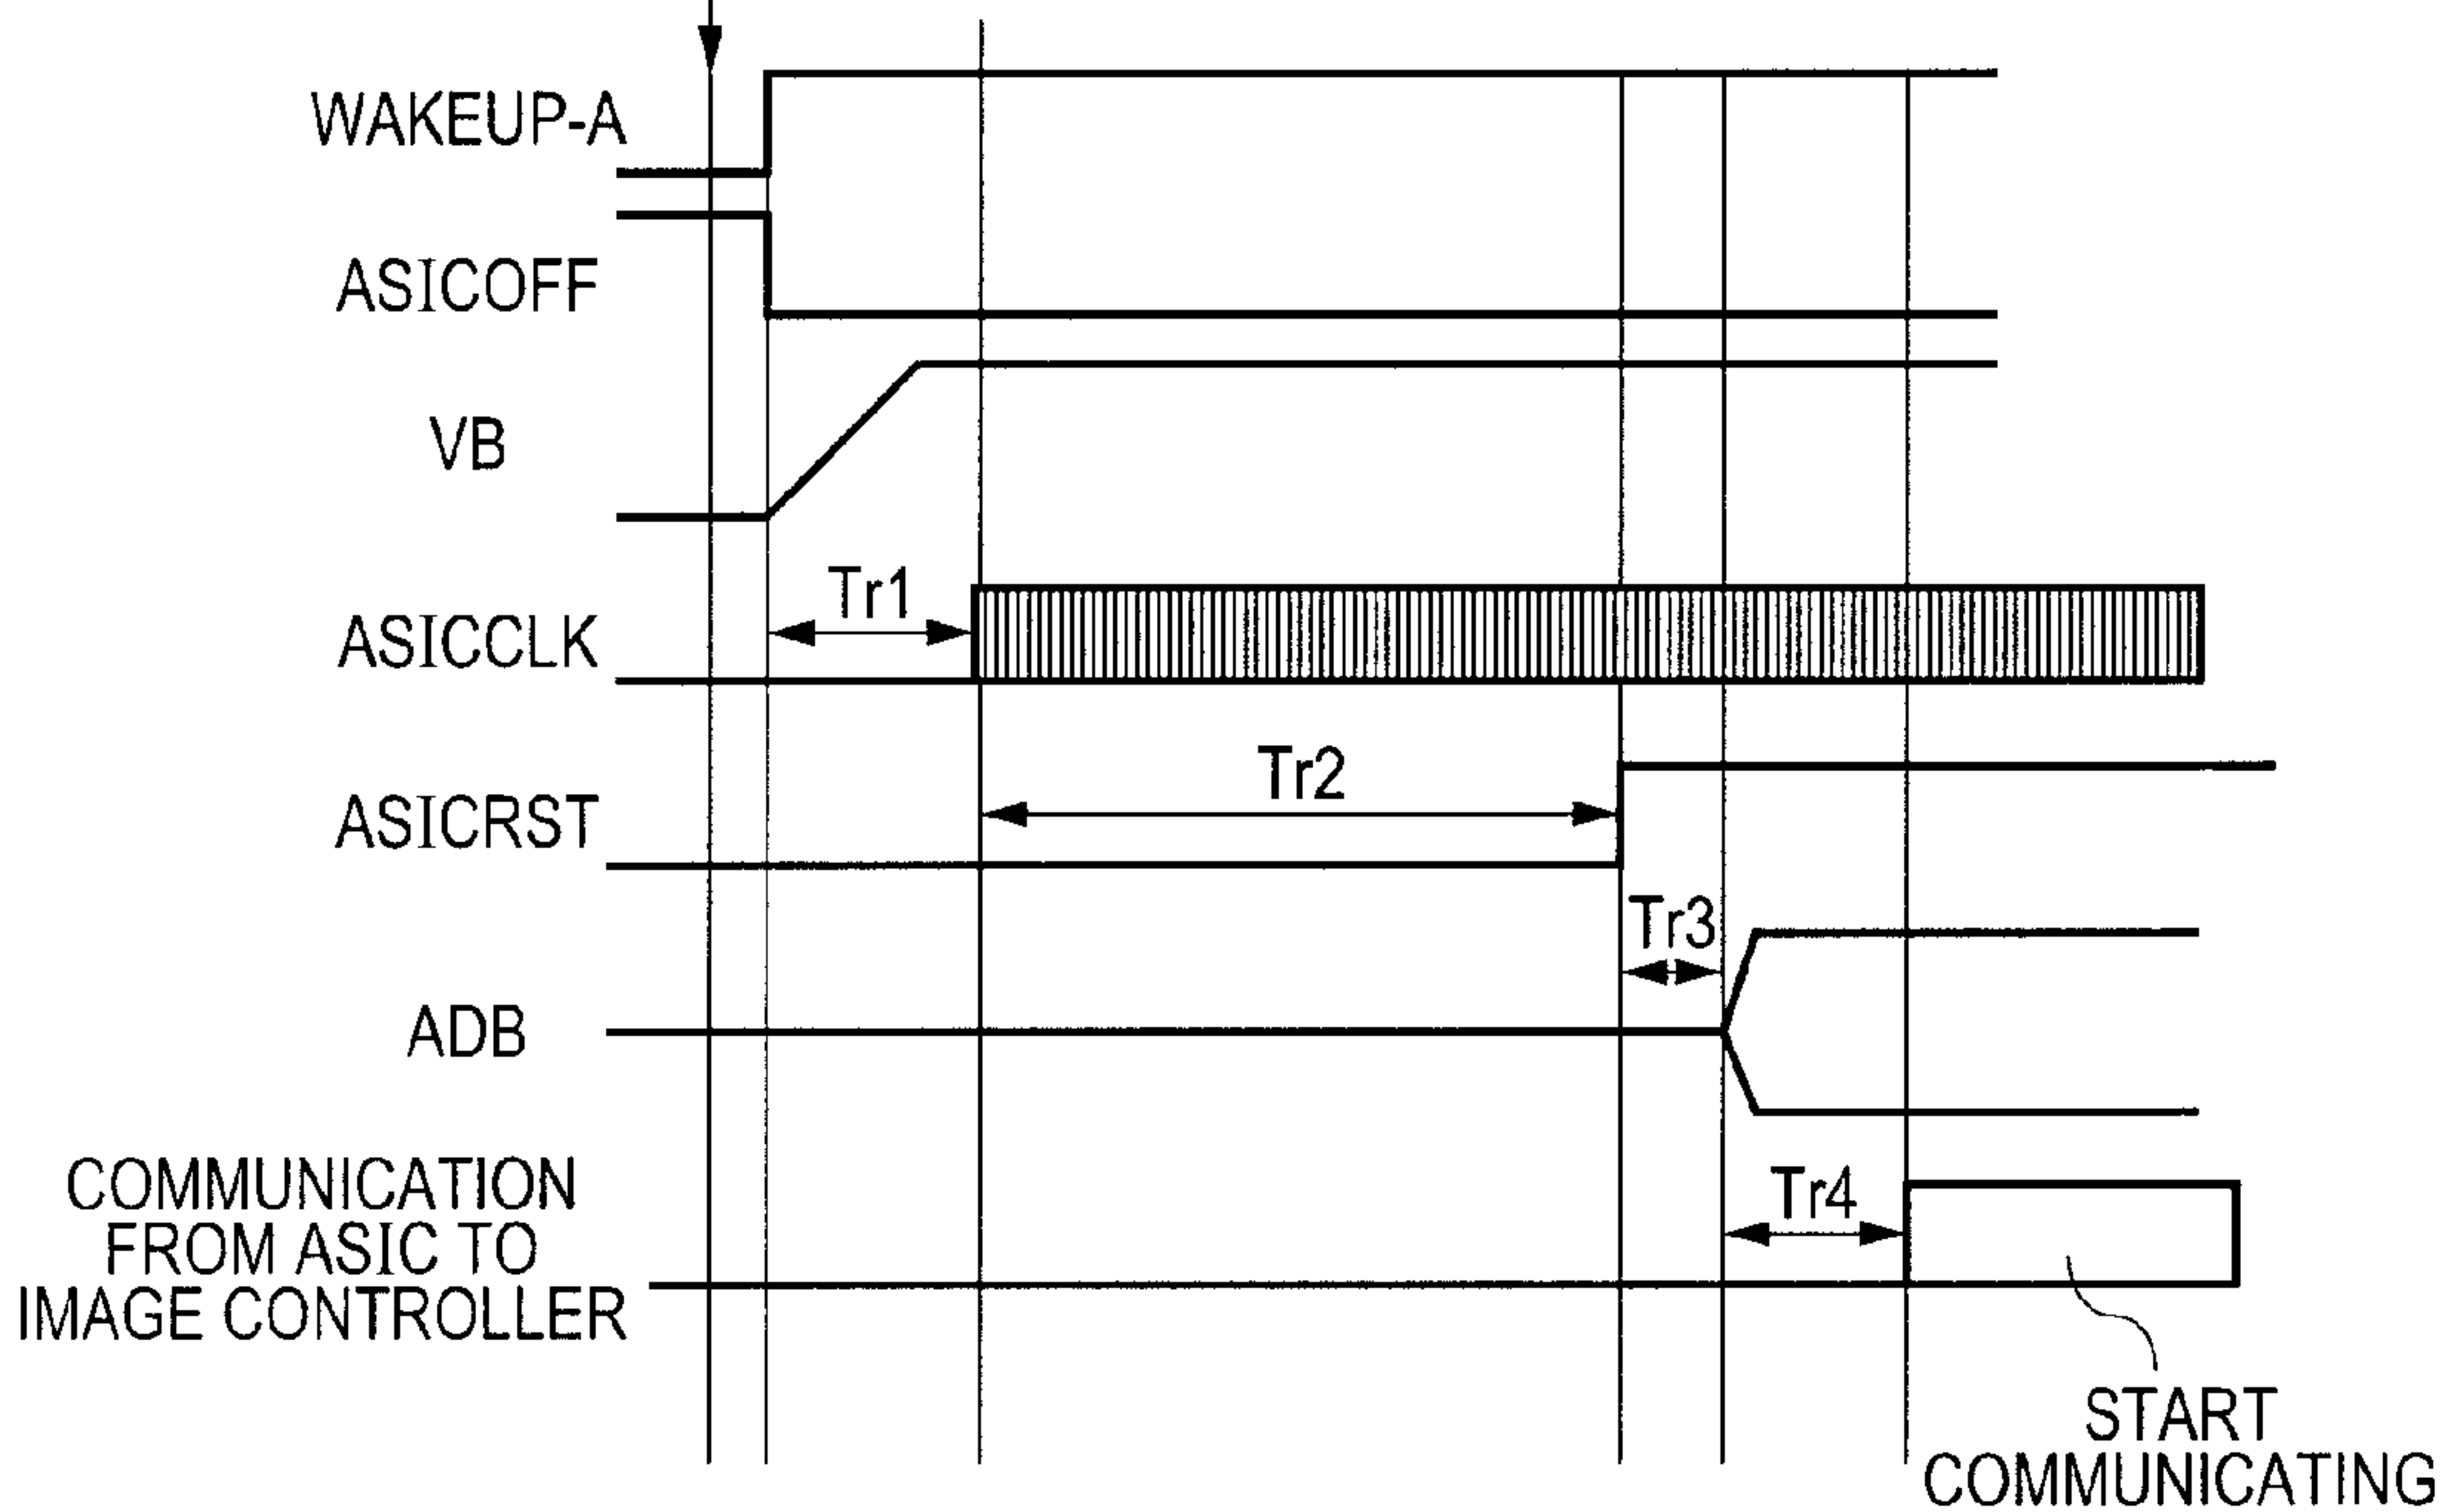 WAKEUP-A
ASICOFF
VB
Tr1
ASICCLK
Tr2
ASICRST
Tr3
ADB
COMMUNICATION
FROM ASIC TO
IMAGE CONTROLLER
Tr4
START
COMMUNICATING